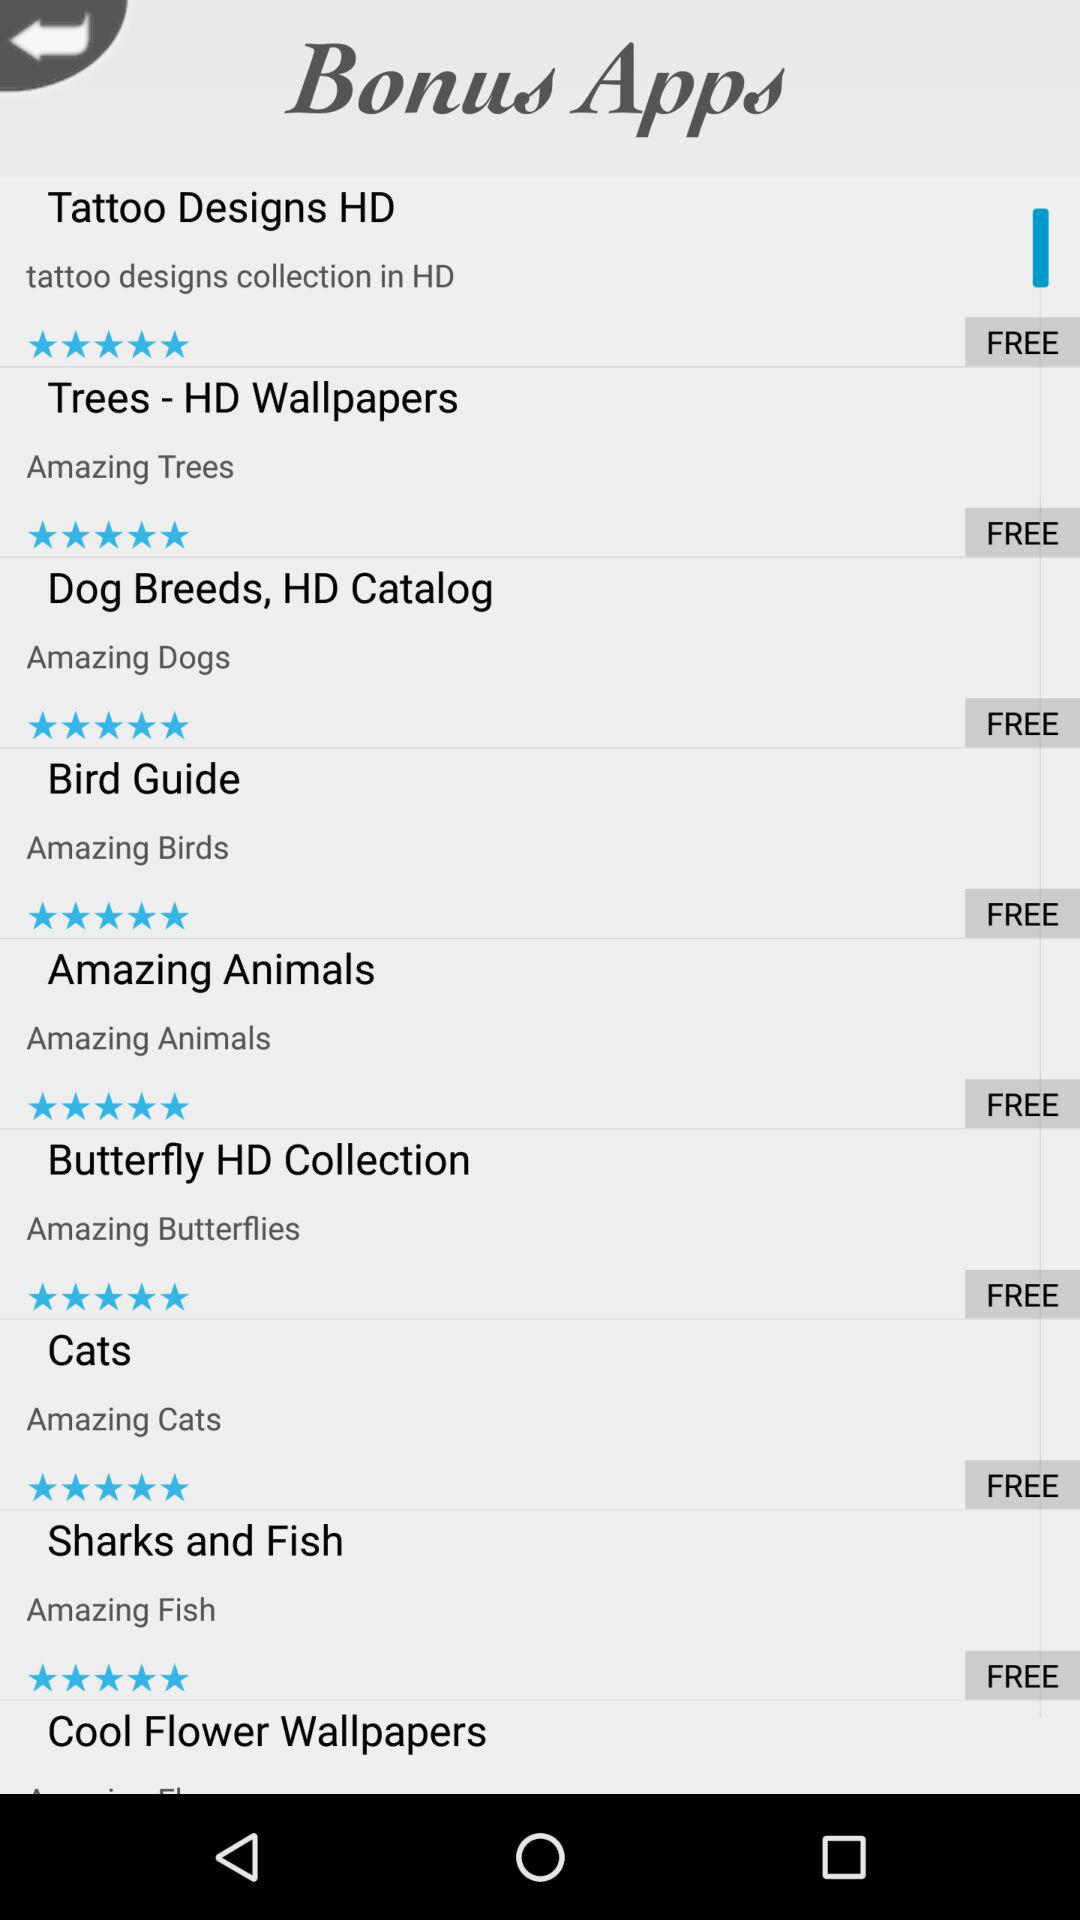 Bonus Apps
Tattoo Designs HD
tattoo designs collection in HD
FREE
Trees - HD Wallpapers
Amazing Trees
FREE
Dog Breeds, HD Catalog
Amazing Dogs
FREE
Bird Guide
Amazing Birds
FREE
Amazing Animals
Amazing Animals
FREE
Butterfly HD Collection
Amazing Butterflies
FREE
Cats
Amazing Cats
FREE
Sharks and Fish
Amazing Fish
FREE
Cool Flower Wallpapers